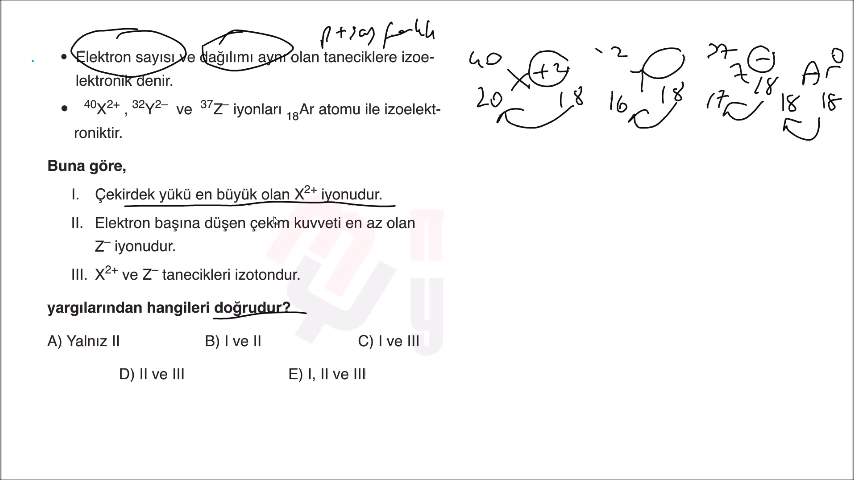 p + say farklı
• Elektron sayısı ve dağılımı aynı olan taneciklere izoe-
lektronik denir.
• ⁴⁰X²⁺ , ³²Y²⁻ ve ³⁷Z⁻ iyonları ₁₈Ar atomu ile izoelekt-
roniktir.
Buna göre,
I. Çekirdek yükü en büyük olan X²⁺ iyonudur.
II. Elektron başına düşen çekim kuvveti en az olan
Z⁻ iyonudur.
III. X²⁺ ve Z⁻ tanecikleri izotondur.
yargılarından hangileri doğrudur?
A) Yalnız II B) I ve II C) I ve III
D) II ve III E) I, II ve III
40 X +2 20 18
-2 16 18
37 Z - 17 18
Ar 0 18 18